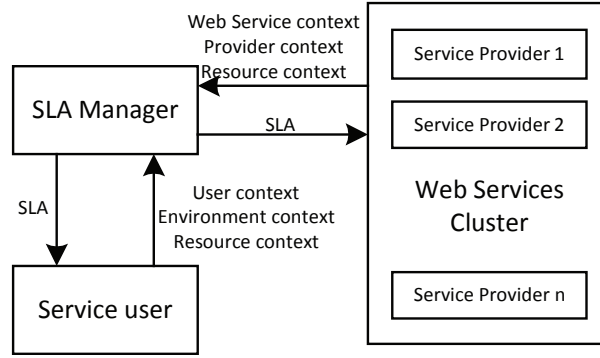 Web Service context
Provider context
Resource context
SLA Manager
SLA
SLA
User context
Environment context
Resource context
Service user
Service Provider 1
Service Provider 2
Web Services
Cluster
Service Provider n